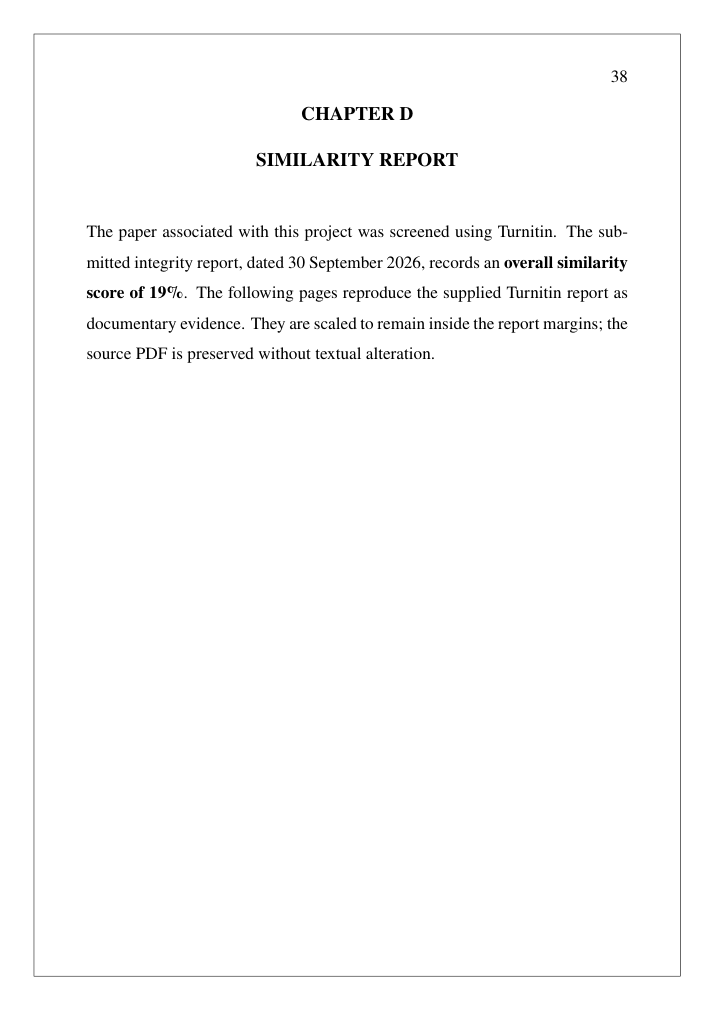 38
CHAPTER D
SIMILARITY REPORT
The paper associated with this project was screened using Turnitin. The sub-
mitted integrity report, dated 30 September 2026, records an overall similarity
score of 19%. The following pages reproduce the supplied Turnitin report as
documentary evidence. They are scaled to remain inside the report margins; the
source PDF is preserved without textual alteration.